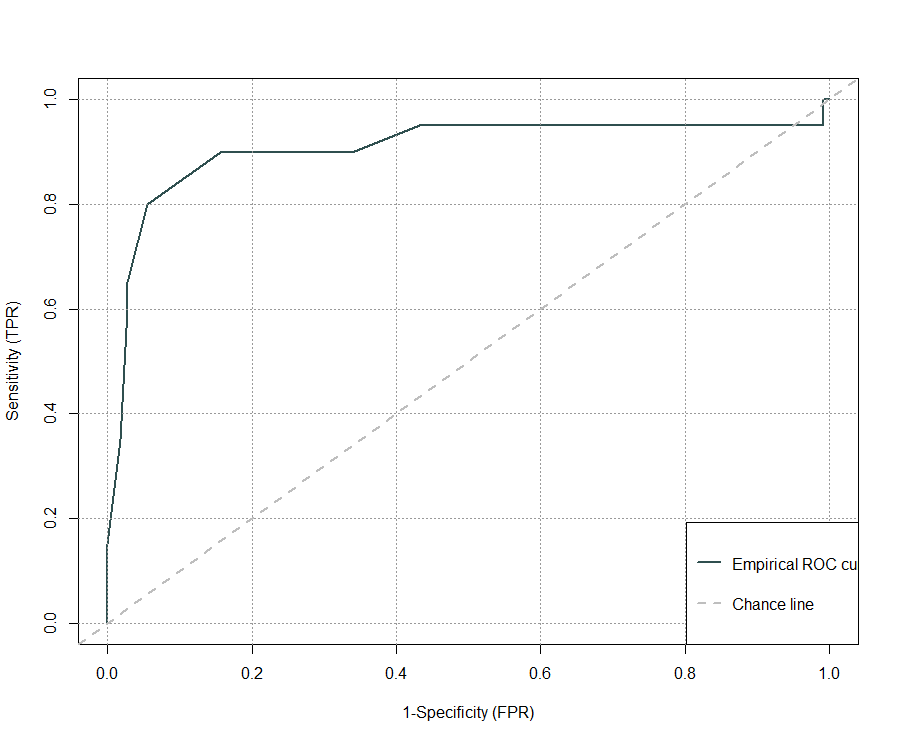 1.0
0.8
0.6
0.4
0.2
0.0
Sensitivity (TPR)
Empirical ROC cu
Chance line
0.0 0.2 0.4 0.6 0.8 1.0
1-Specificity (FPR)